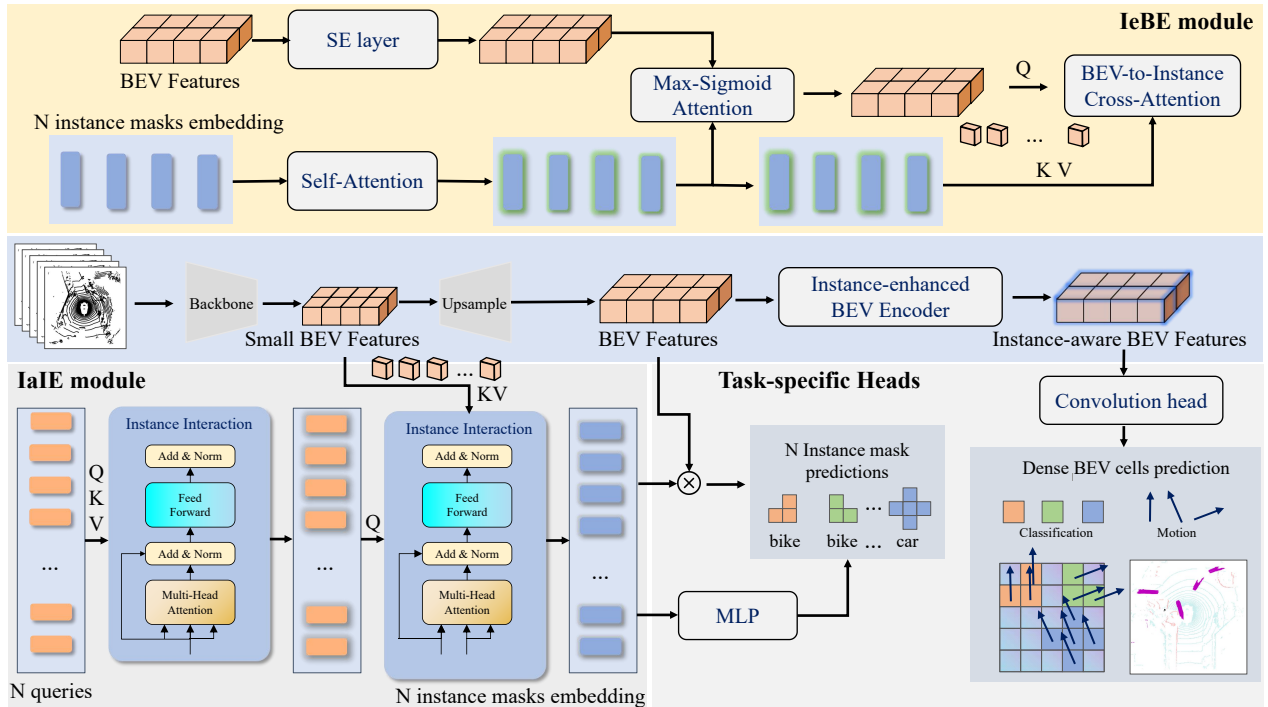 IeBE module
SE layer
BEV Features
Max-Sigmoid
Attention
Q
BEV-to-Instance
Cross-Attention
...
K V
N instance masks embedding
Self-Attention
Backbone
Small BEV Features
Upsample
BEV Features
Instance-enhanced
BEV Encoder
Instance-aware BEV Features
IaIE module
...
KV
Instance Interaction
Add & Norm
Feed
Forward
Add & Norm
Multi-Head
Attention
Q
K
V
...
N queries
...
Q
Instance Interaction
Add & Norm
Feed
Forward
Add & Norm
Multi-Head
Attention
...
N instance masks embedding
Task-specific Heads
N Instance mask
predictions
...
bike
bike
...
car
MLP
Convolution head
Dense BEV cells prediction
Classification
Motion